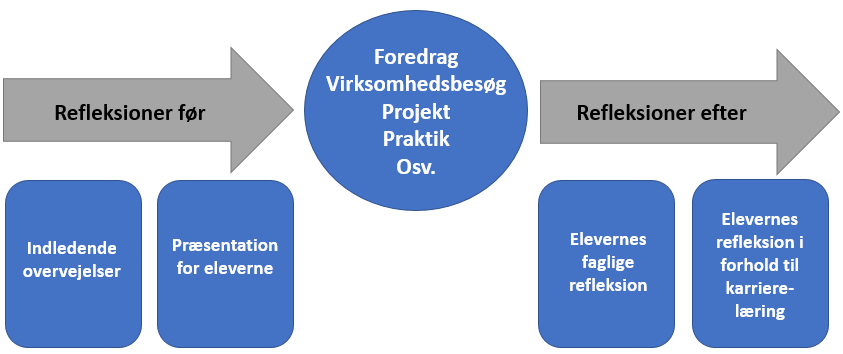 Refleksioner før
Foredrag
Virksomhedsbesøg
Projekt
Praktik
Osv.
Refleksioner efter
Indledende
overvejelser
Præsentation
for eleverne
Elevernes
faglige
refleksion
Elevernes
refleksion i
forhold til
karriere-
læring